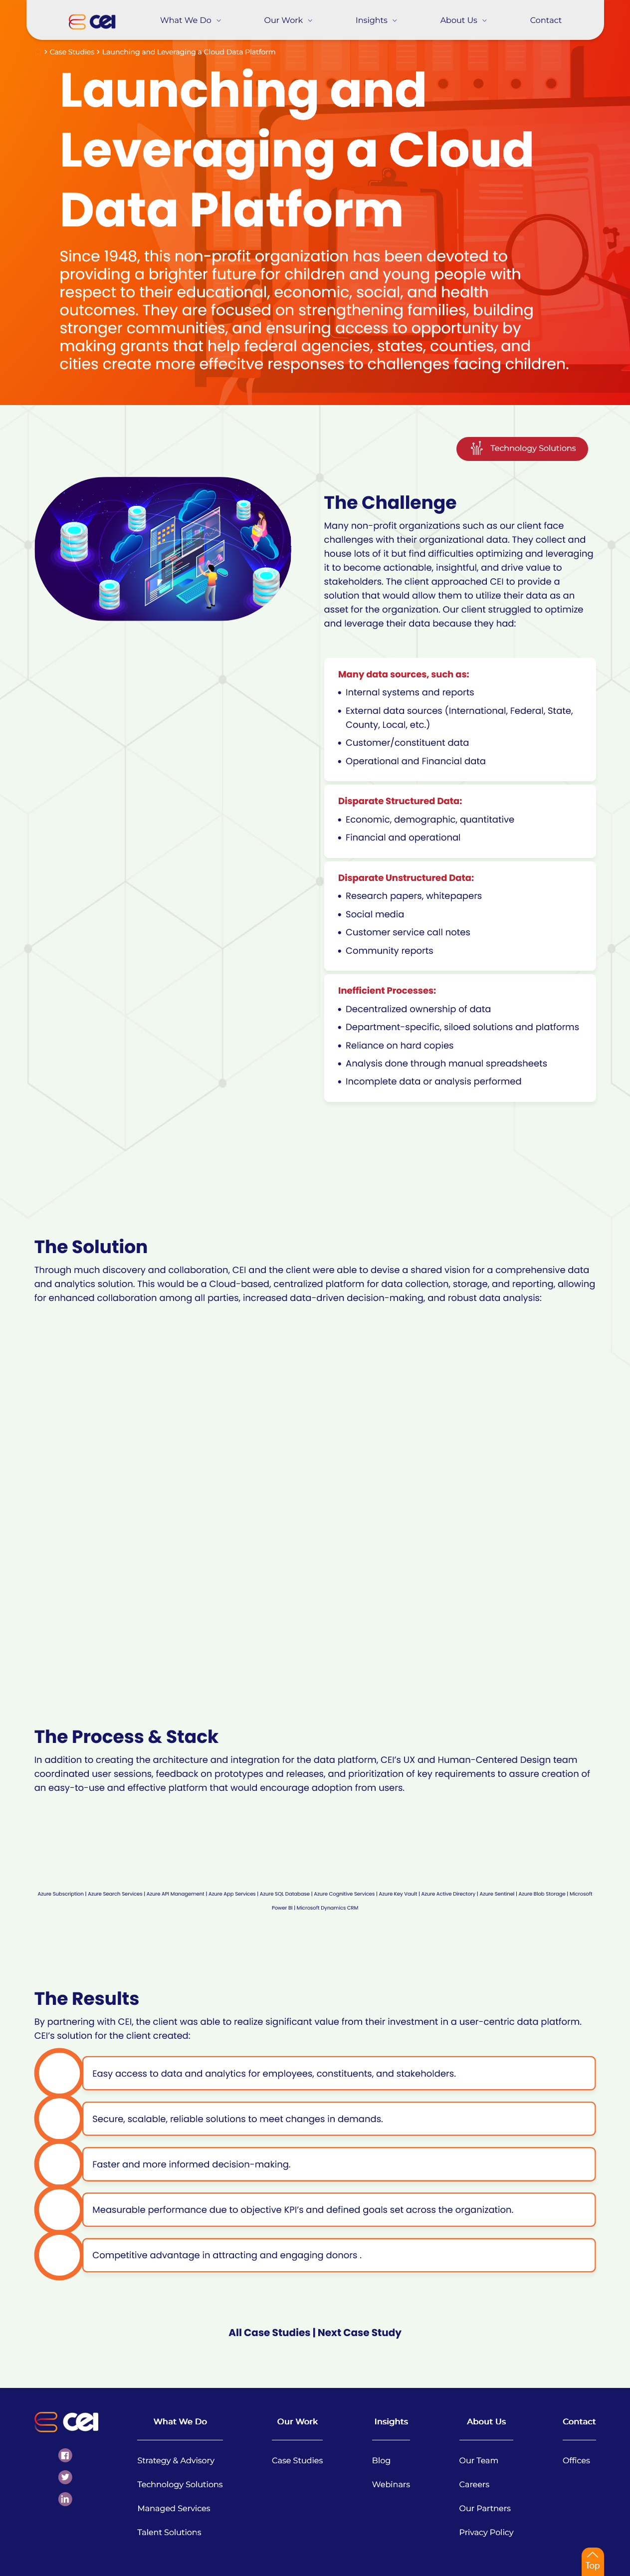 cei
What We Do
Our Work
Insights
About Us
Contact
> Case Studies > Launching and Leveraging a Cloud Data Platform
Launching and
Leveraging a Cloud
Data Platform
Since 1948, this non-profit organization has been devoted to
providing a brighter future for children and young people with
respect to their educational, economic, social, and health
outcomes. They are focused on strengthening families, building
stronger communities, and ensuring access to opportunity by
making grants that help federal agencies, states, counties, and
cities create more effecitve responses to challenges facing children.
Technology Solutions
The Challenge
Many non-profit organizations such as our client face
challenges with their organizational data. They collect and
house lots of it but find difficulties optimizing and leveraging
it to become actionable, insightful, and drive value to
stakeholders. The client approached CEI to provide a
solution that would allow them to utilize their data as an
asset for the organization. Our client struggled to optimize
and leverage their data because they had:
Many data sources, such as:
• Internal systems and reports
• External data sources (International, Federal, State,
County, Local, etc.)
• Customer/constituent data
• Operational and Financial data
Disparate Structured Data:
• Economic, demographic, quantitative
• Financial and operational
Disparate Unstructured Data:
• Research papers, whitepapers
• Social media
• Customer service call notes
• Community reports
Inefficient Processes:
• Decentralized ownership of data
• Department-specific, siloed solutions and platforms
• Reliance on hard copies
• Analysis done through manual spreadsheets
• Incomplete data or analysis performed
The Solution
Through much discovery and collaboration, CEI and the client were able to devise a shared vision for a comprehensive data
and analytics solution. This would be a Cloud-based, centralized platform for data collection, storage, and reporting, allowing
for enhanced collaboration among all parties, increased data-driven decision-making, and robust data analysis:
The Process & Stack
In addition to creating the architecture and integration for the data platform, CEI's UX and Human-Centered Design team
coordinated user sessions, feedback on prototypes and releases, and prioritization of key requirements to assure creation of
an easy-to-use and effective platform that would encourage adoption from users.
Azure Subscription | Azure Search Services | Azure API Management | Azure App Services | Azure SQL Database | Azure Cognitive Services | Azure Key Vault | Azure Active Directory | Azure Sentinel | Azure Blob Storage | Microsoft
Power BI | Microsoft Dynamics CRM
The Results
By partnering with CEI, the client was able to realize significant value from their investment in a user-centric data platform.
CEI's solution for the client created:
Easy access to data and analytics for employees, constituents, and stakeholders.
Secure, scalable, reliable solutions to meet changes in demands.
Faster and more informed decision-making.
Measurable performance due to objective KPI's and defined goals set across the organization.
Competitive advantage in attracting and engaging donors .
All Case Studies | Next Case Study
cei
What We Do
Strategy & Advisory
Technology Solutions
Managed Services
Talent Solutions
Our Work
Case Studies
Insights
Blog
Webinars
About Us
Our Team
Careers
Our Partners
Privacy Policy
Contact
Offices
Top